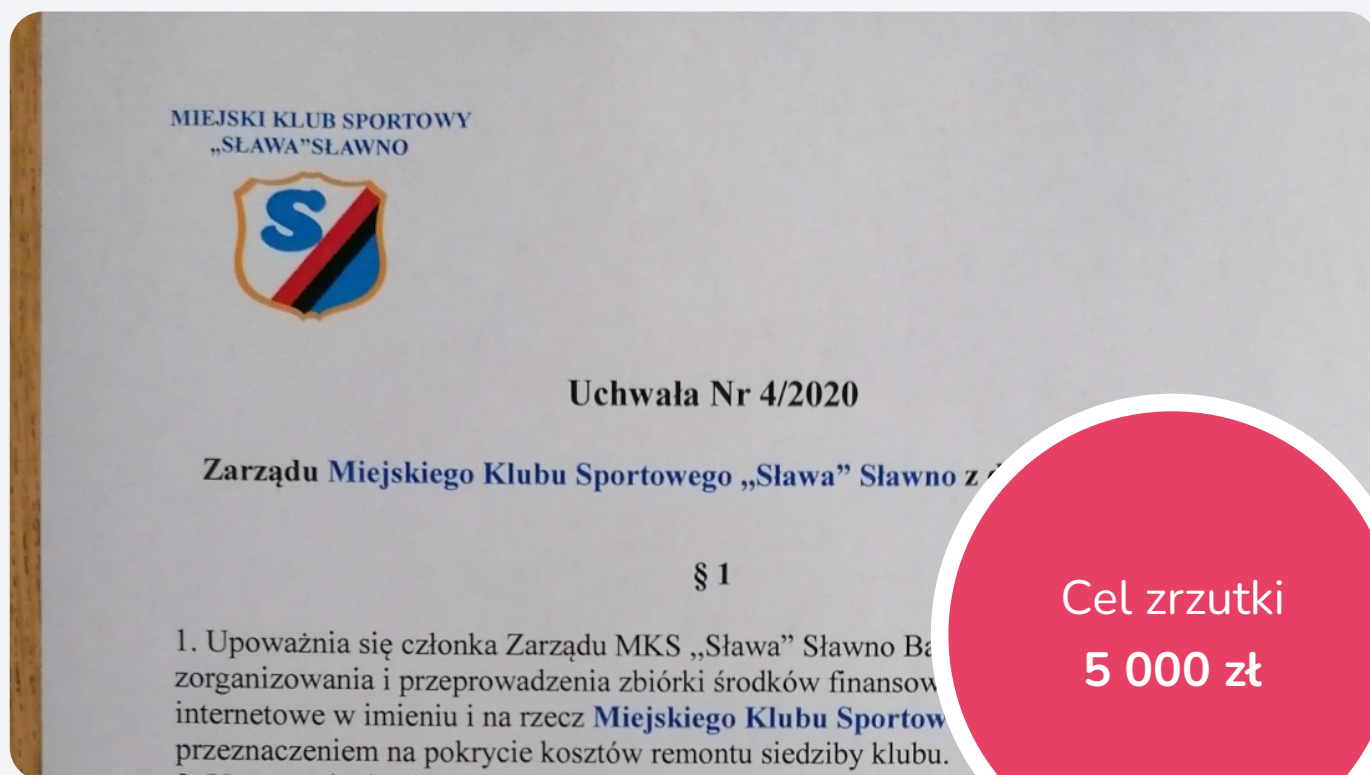 MIEJSKI KLUB SPORTOWY
„SŁAWA”SŁAWNO
S
Uchwała Nr 4/2020
Zarządu Miejskiego Klubu Sportowego „Sława” Sławno z
§ 1
1. Upoważnia się członka Zarządu MKS „Sława” Sławno
zorganizowania i przeprowadzenia zbiórki środków
internetowe w imieniu i na rzecz Miejskiego Klubu
przeznaczeniem na pokrycie kosztów remontu siedziby klubu.
Cel zrzutki
5 000 zł